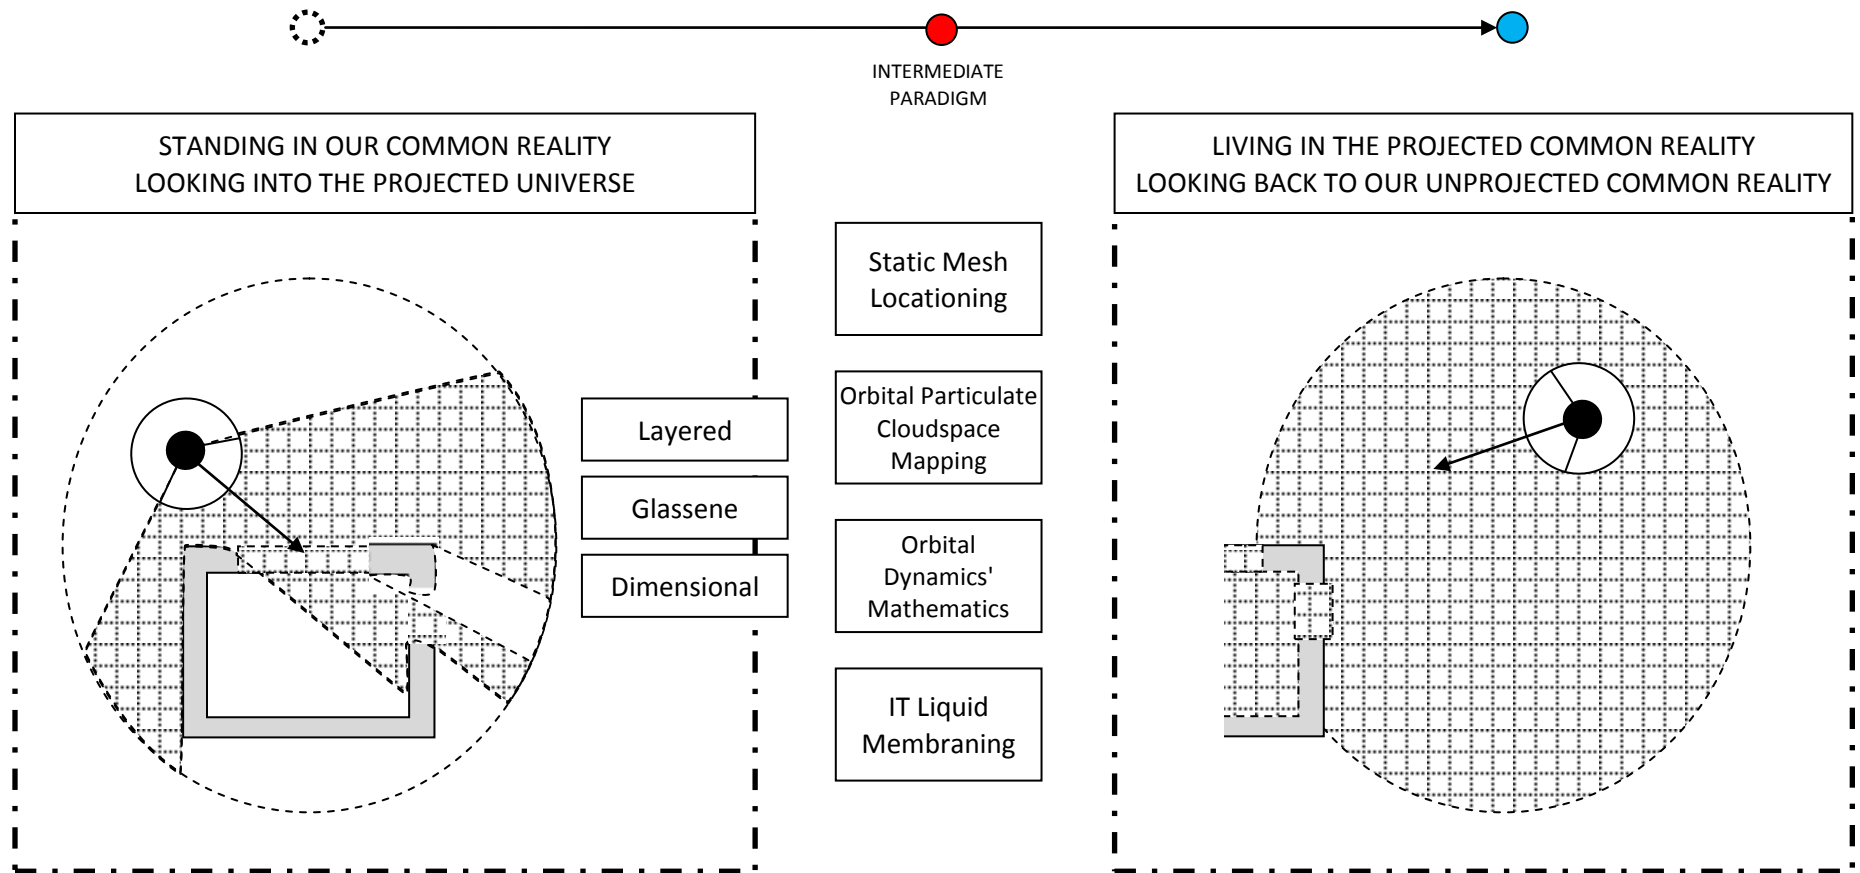 INTERMEDIATE
PARADIGM
STANDING IN OUR COMMON REALITY
LOOKING INTO THE PROJECTED UNIVERSE
LIVING IN THE PROJECTED COMMON REALITY
LOOKING BACK TO OUR UNPROJECTED COMMON REALITY
Layered
Glassene
Dimensional
Static Mesh
Locationing
Orbital Particulate
Cloudspace
Mapping
Orbital
Dynamics'
Mathematics
IT Liquid
Membraning